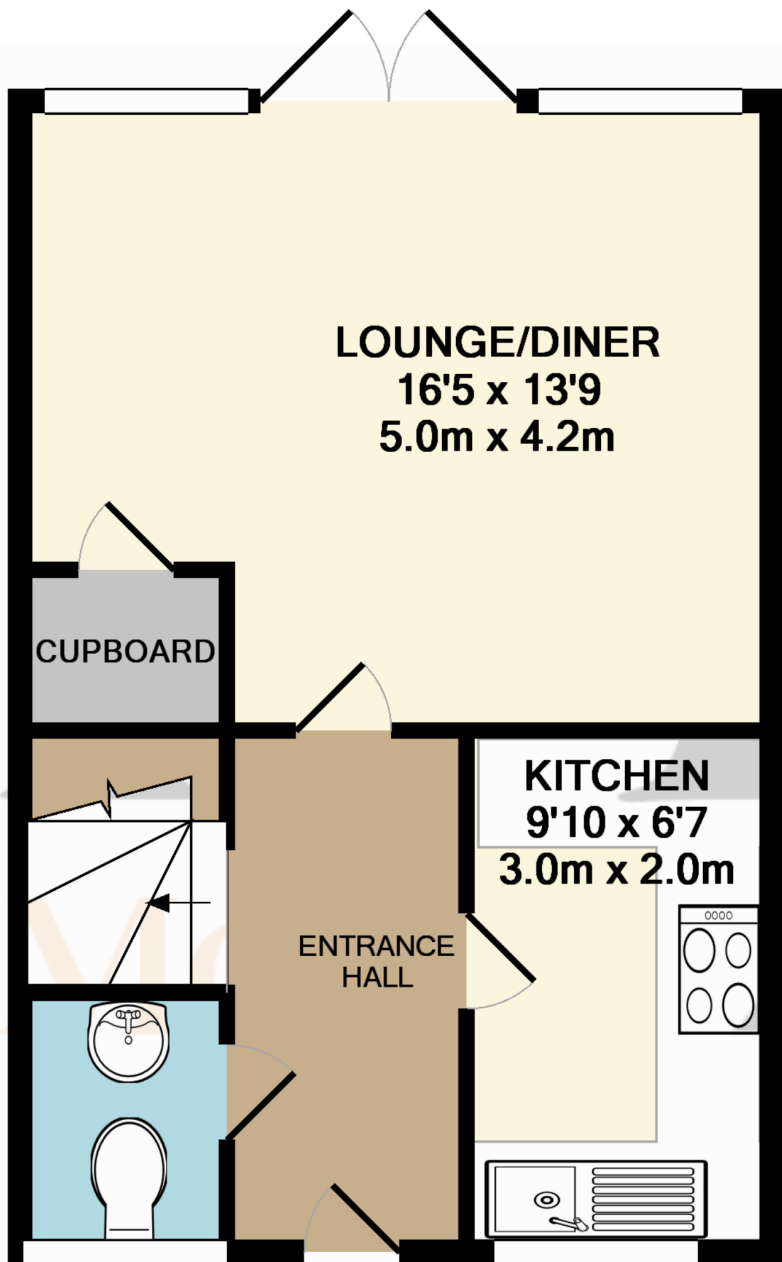 LOUNGE/DINER
16'5 x 13'9
5.0m x 4.2m
CUPBOARD
KITCHEN
9'10 x 6'7
3.0m x 2.0m
ENTRANCE
HALL